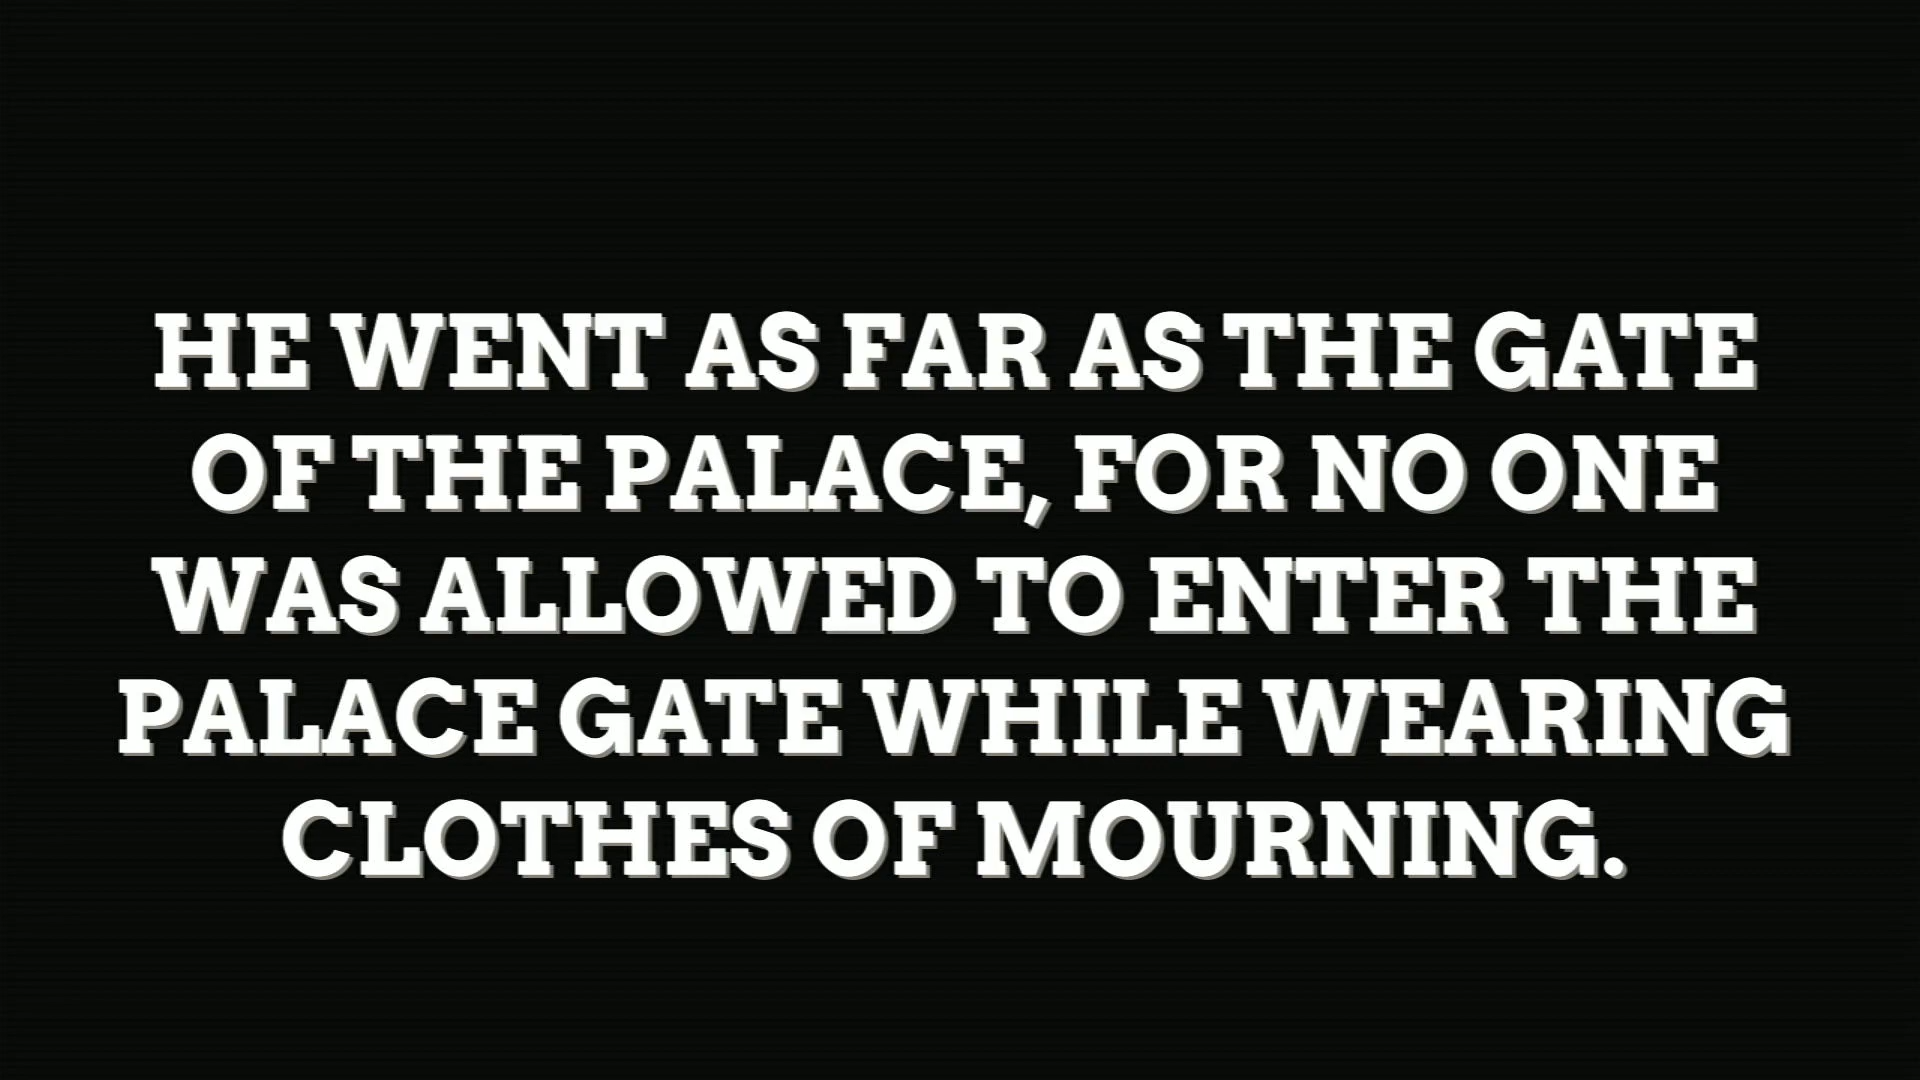 HE WENT AS FAR AS THE GATE
OF THE PALACE, FOR NO ONE
WAS ALLOWED TO ENTER THE
PALACE GATE WHILE WEARING
CLOTHES OF MOURNING.